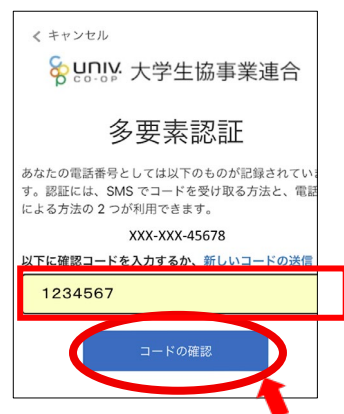 < キャンセル
UNIV. CO-OP 大学生協事業連合
多要素認証
あなたの電話番号としては以下のものが記録されていま
す。認証には、SMS でコードを受け取る方法と、電話
による方法の 2 つが利用できます。
XXX-XXX-45678
以下に確認コードを入力するか、新しいコードの送信
1234567
コードの確認